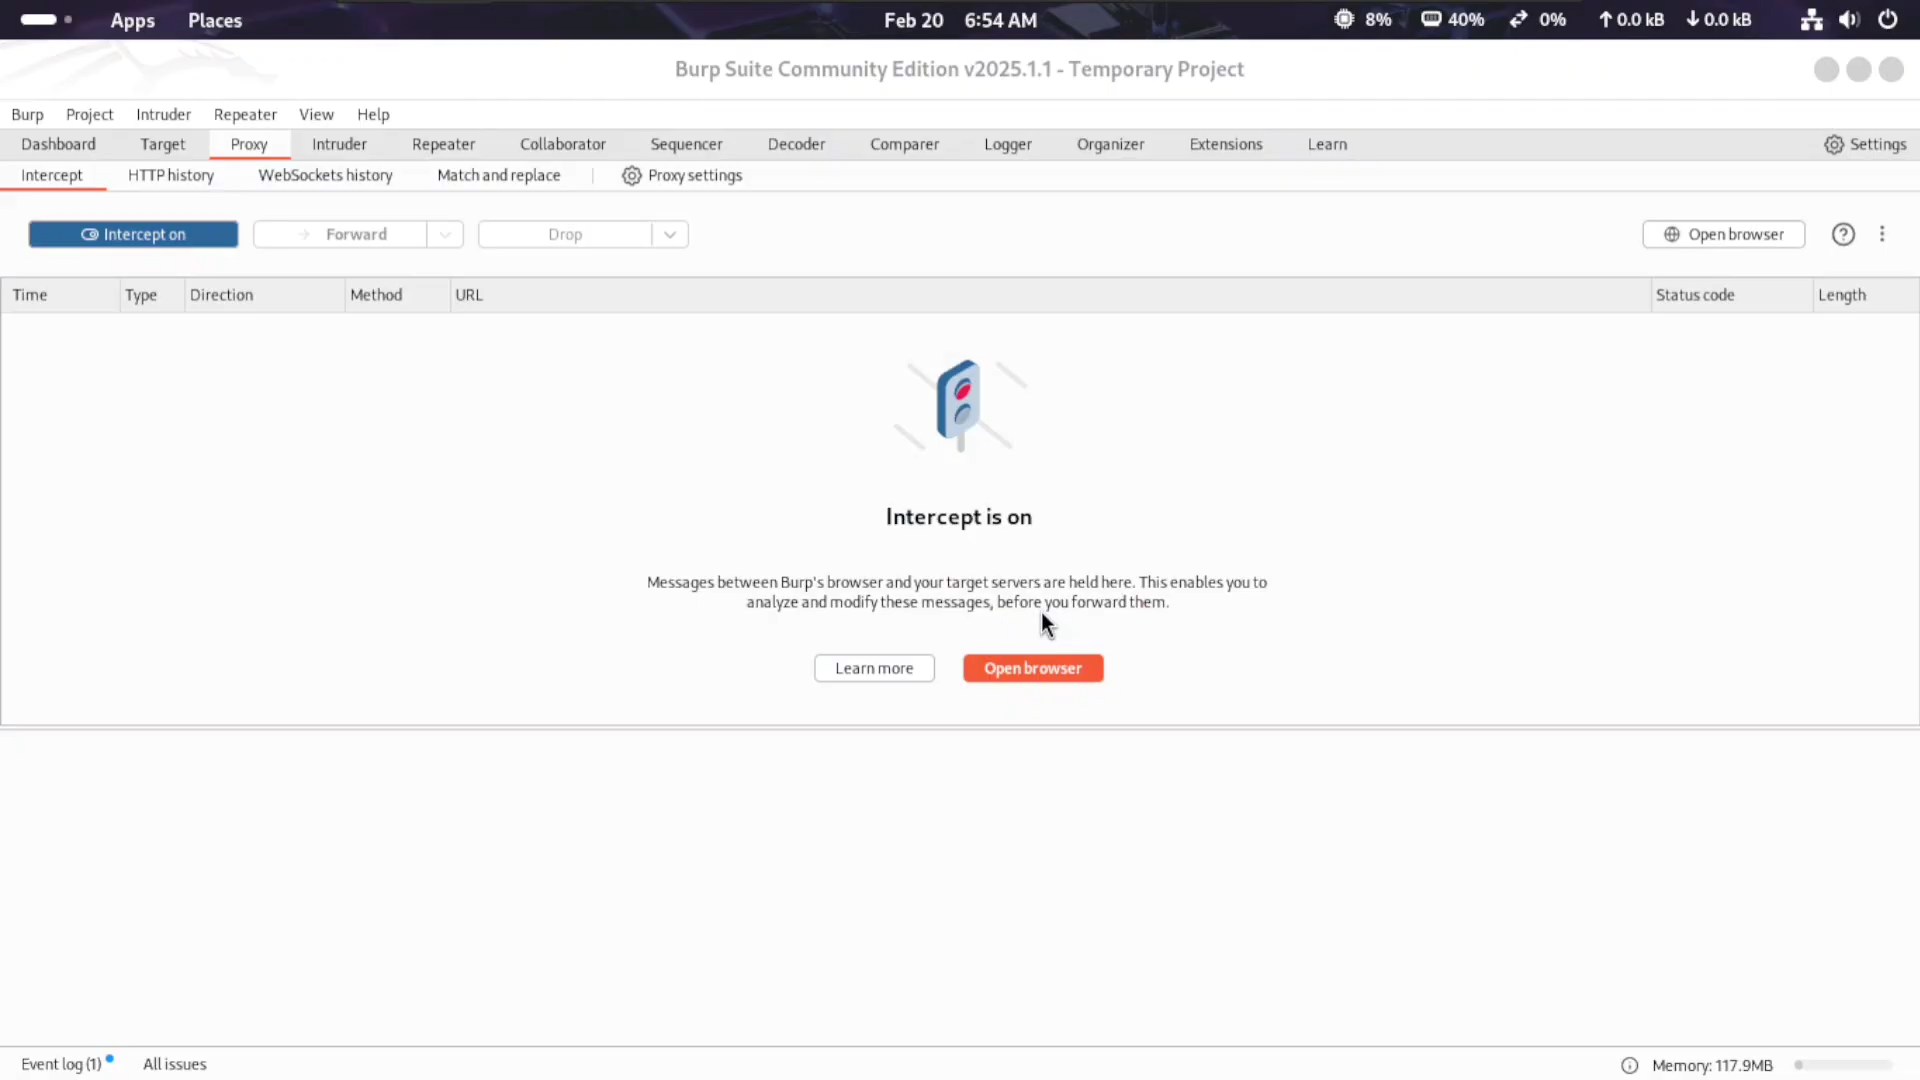 Apps Places Feb 20 6:54 AM 8% 40% 0% ↑0.0 kB ↓0.0 kB
Burp Suite Community Edition v2025.1.1 - Temporary Project
Burp Project Intruder Repeater View Help
Dashboard Target Proxy Intruder Repeater Collaborator Sequencer Decoder Comparer Logger Organizer Extensions Learn Settings
Intercept HTTP history WebSockets history Match and replace Proxy settings
Intercept on → Forward Drop Open browser
Time Type Direction Method URL Status code Length
Intercept is on
Messages between Burp's browser and your target servers are held here. This enables you to
analyze and modify these messages, before you forward them.
Learn more Open browser
Event log (1) All issues Memory: 117.9MB